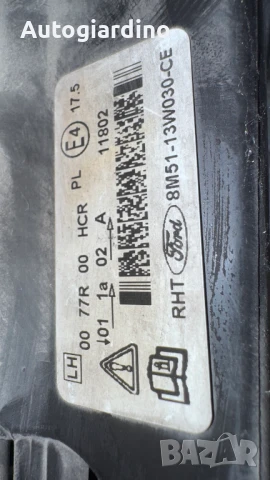 Autogiardino
LH 00 77R 00 HCR PL E4 17.5
↓01 1a 02 A 11802
RHT Ford 8M51-13W030-CE
BAZAR